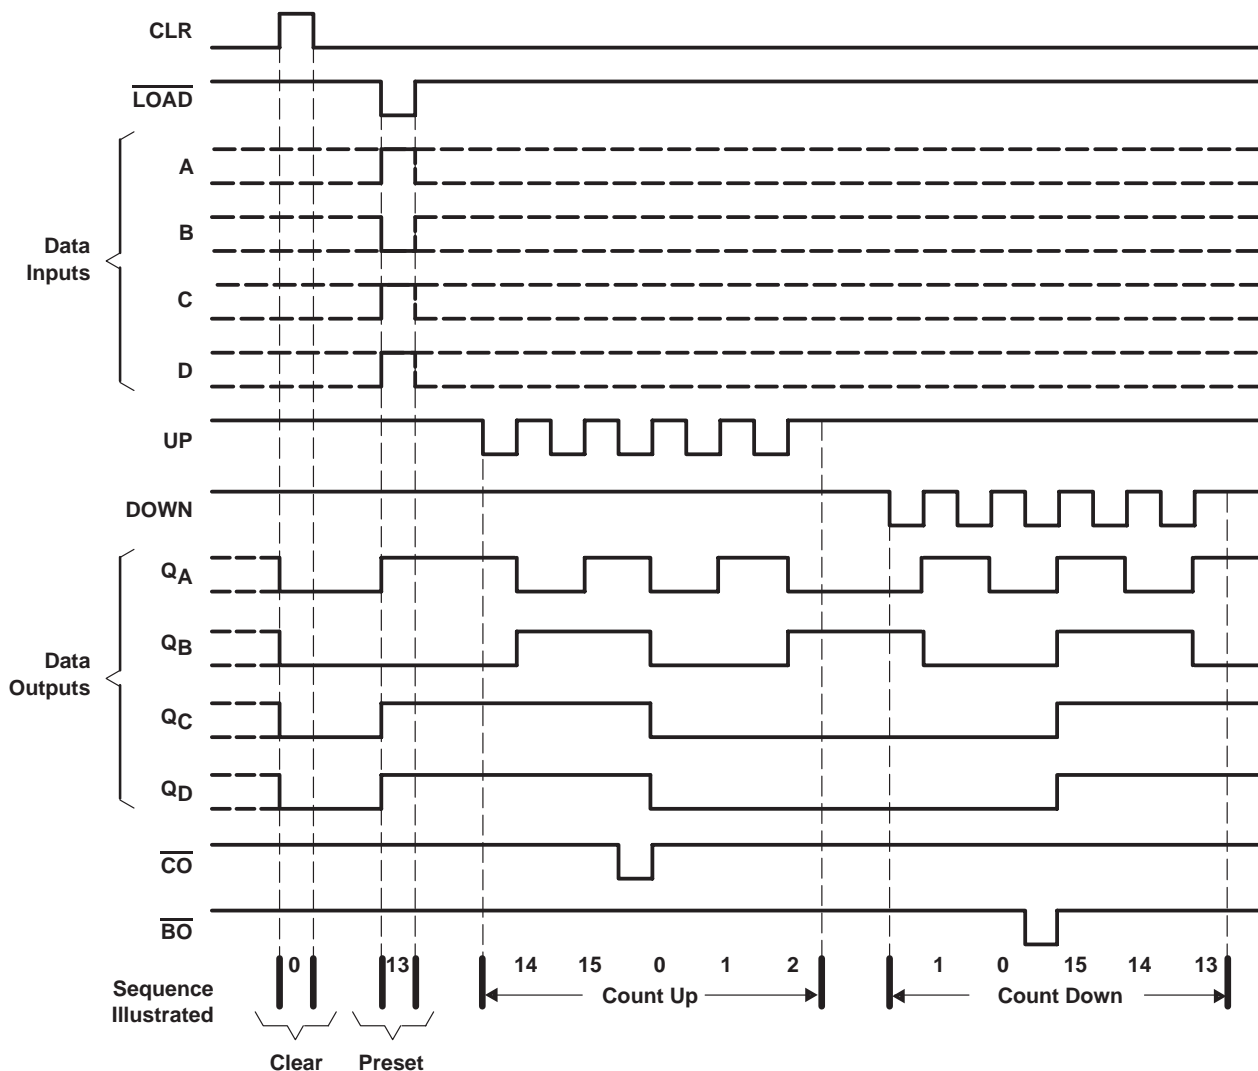 CLR
LOAD
A
B
Data
Inputs
C
D
UP
DOWN
QA
QB
Data
Outputs
QC
QD
CO
BO
0 13 14 15 0 1 2 1 0 15 14 13
Sequence
Illustrated
Count Up Count Down
Clear Preset